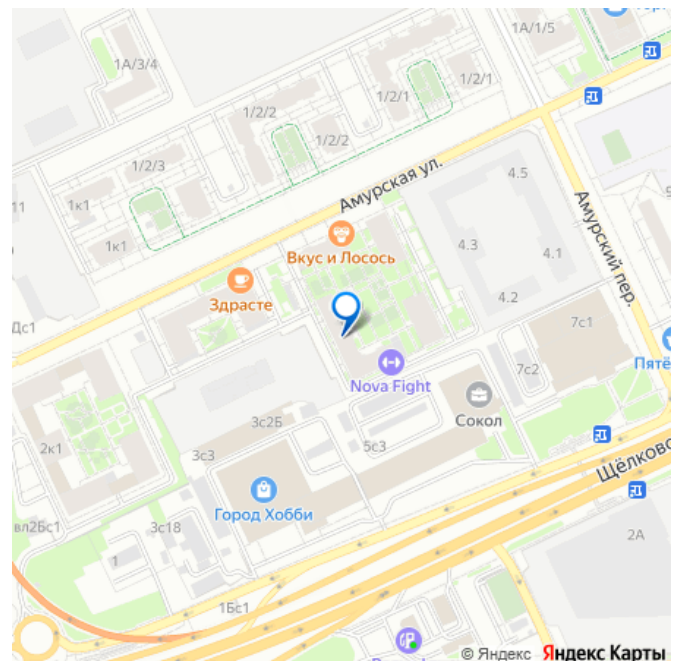 1А/1/5
1А/3/4
1/2/1
1/2/1
1/2/2
1/2/2
1/2/3
1к1
1к1
11
Амурская ул.
4.5
4.3
4.1
4.2
Амурский пер.
Вкус и Лосось
Здрасте
Дс1
7с1
7с2
Nova Fight
Сокол
3с2Б
5с3
3с3
2к1
Город Хобби
вл2Бс1
3с18
1
1Бс1
2А
© Яндекс Яндекс Карты